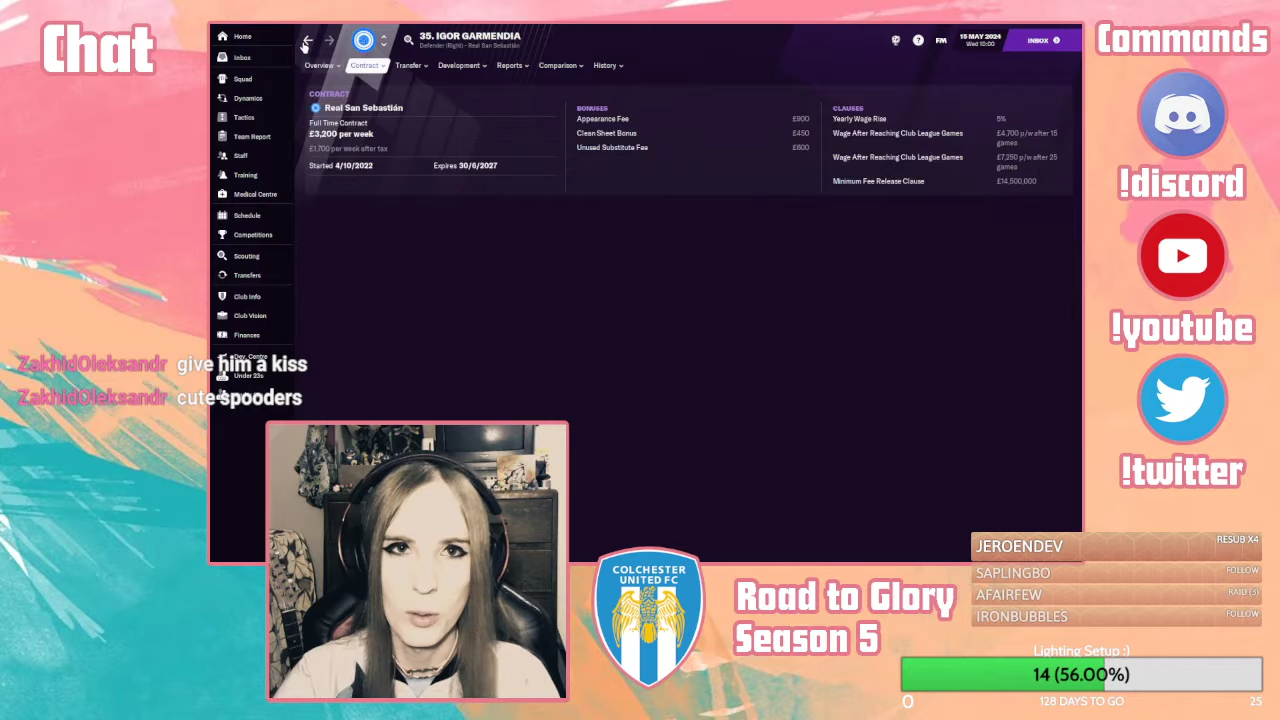 Chat
Commands
Home
Inbox
Squad
Dynamics
Tactics
Team Report
Staff
Training
Medical Centre
Schedule
Competitions
Scouting
Transfers
Club Info
Club Vision
Finances
Dev. Centre
Under 23s
35. IGOR GARMENDIA
Defender (Right) - Real San Sebastián
FM
15 MAY 2024
Wed 10:00
INBOX
Overview Contract Transfer Development Reports Comparison History
CONTRACT
Real San Sebastián
Full Time Contract
£3,200 per week
£1,700 per week after tax
Started 4/10/2022 Expires 30/6/2027
BONUSES
Appearance Fee £900
Clean Sheet Bonus £450
Unused Substitute Fee £600
CLAUSES
Yearly Wage Rise 5%
Wage After Reaching Club League Games £4,700 p/w after 15
games
Wage After Reaching Club League Games £7,250 p/w after 25
games
Minimum Fee Release Clause £14,500,000
ZakhidOleksandr give him a kiss
ZakhidOleksandr cute spooders
!discord
!youtube
!twitter
COLCHESTER
UNITED FC
Road to Glory
Season 5
JEROENDEV RESUB X4
SAPLINGBO FOLLOW
AFAIRFEW RAID (3)
IRONBUBBLES FOLLOW
Lighting Setup :)
14 (56.00%)
0 128 DAYS TO GO 25